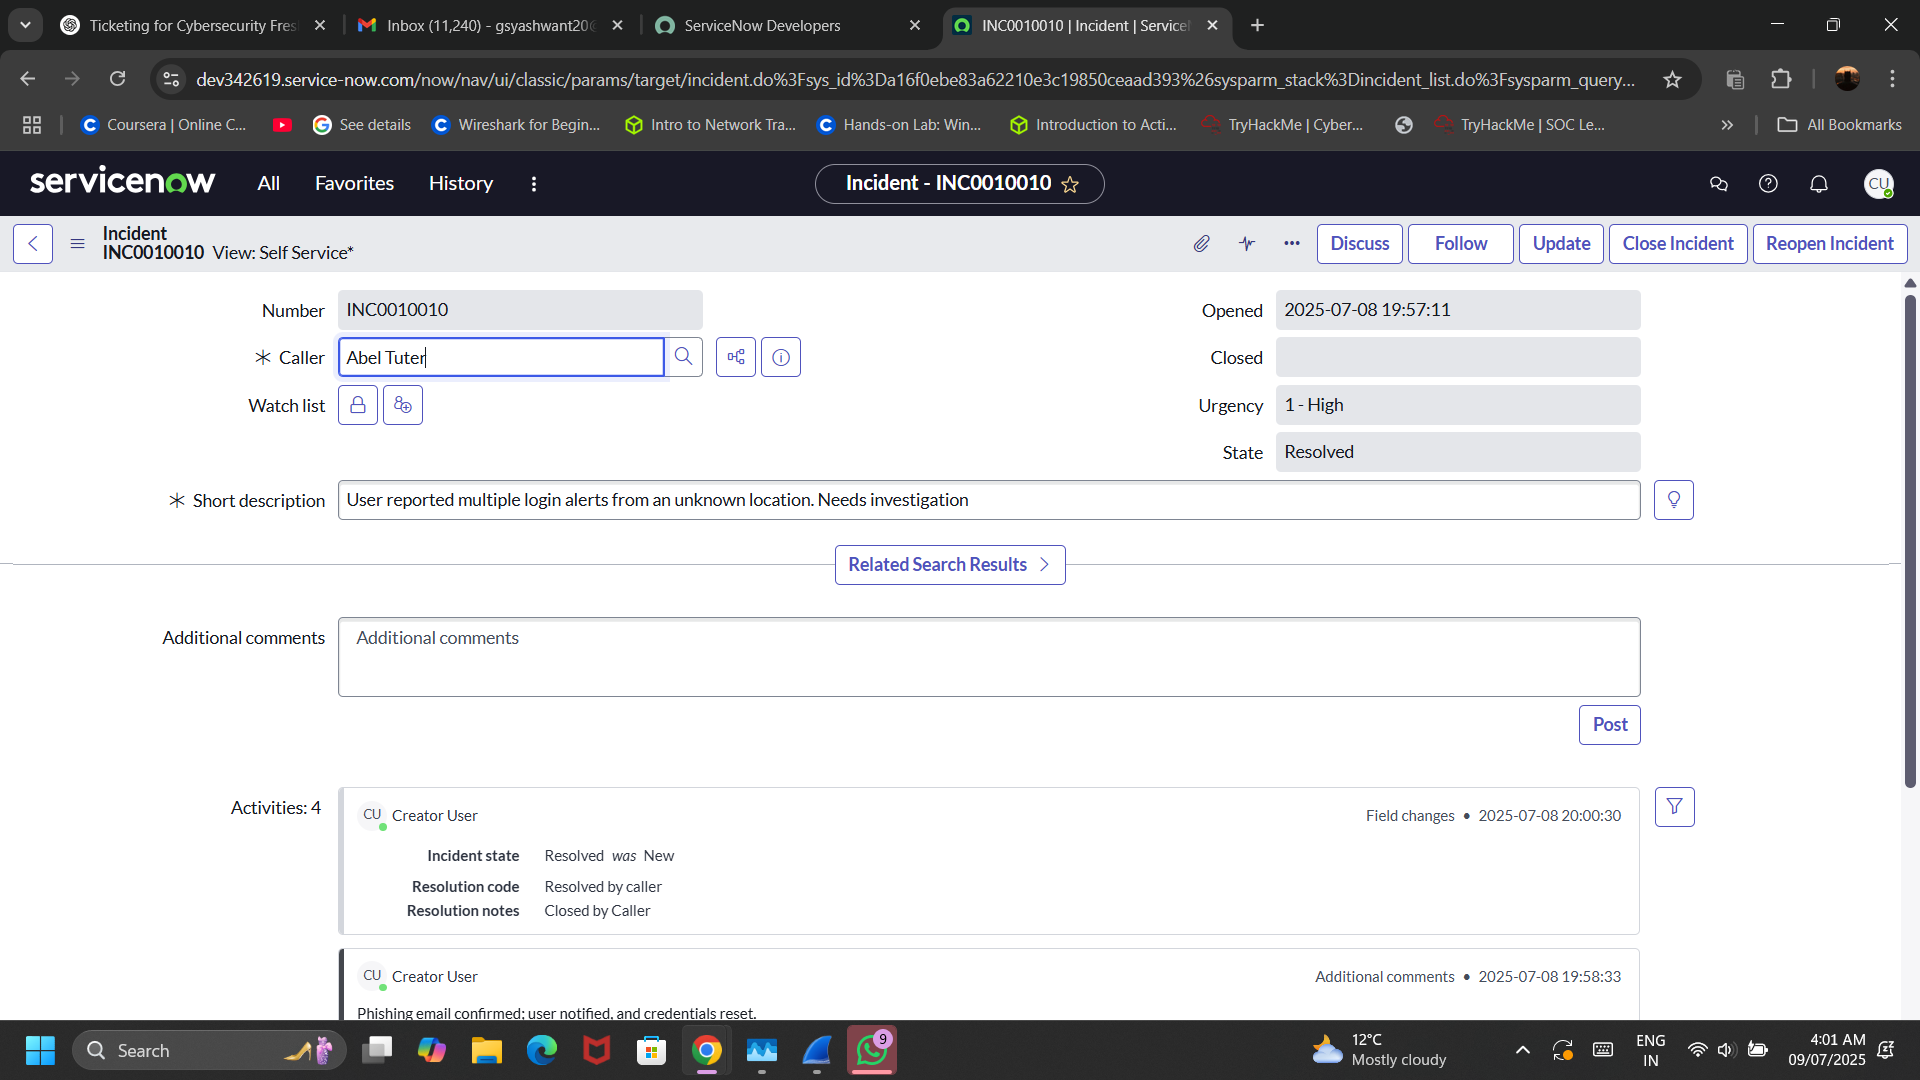 Ticketing for Cybersecurity Fres
Inbox (11,240) - gsyashwant20
ServiceNow Developers
INC0010010 | Incident | Service
dev342619.service-now.com/now/nav/ui/classic/params/target/incident.do%3Fsys_id%3Da16f0ebe83a62210e3c19850ceaad393%26sysparm_stack%3Dincident_list.do%3Fsysparm_query...
Coursera | Online C...
See details
Wireshark for Begin...
Intro to Network Tra...
Hands-on Lab: Win...
Introduction to Acti...
TryHackMe | Cyber...
TryHackMe | SOC Le...
All Bookmarks
servicenow
All
Favorites
History
Incident - INC0010010
CU
Incident
INC0010010 View: Self Service*
Discuss
Follow
Update
Close Incident
Reopen Incident
Number
INC0010010
Opened
2025-07-08 19:57:11
Caller
Abel Tuter
Closed
Watch list
Urgency
1 - High
State
Resolved
Short description
User reported multiple login alerts from an unknown location. Needs investigation
Related Search Results
Additional comments
Additional comments
Post
Activities: 4
CU
Creator User
Field changes • 2025-07-08 20:00:30
Incident state Resolved was New
Resolution code Resolved by caller
Resolution notes Closed by Caller
CU
Creator User
Additional comments • 2025-07-08 19:58:33
Phishing email confirmed; user notified, and credentials reset.
Search
9
12°C
Mostly cloudy
ENG
IN
4:01 AM
09/07/2025